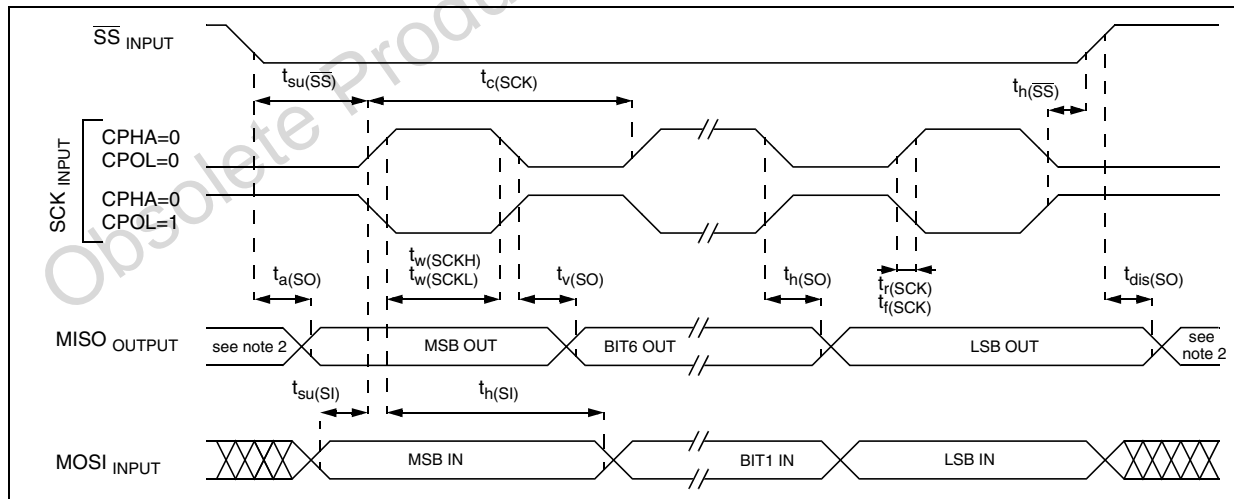 Obsolete Produ
SS INPUT
tsu(SS)
tc(SCK)
th(SS)
SCK INPUT
CPHA=0
CPOL=0
CPHA=0
CPOL=1
ta(SO)
tw(SCKH)
tw(SCKL)
tv(SO)
th(SO)
tr(SCK)
tf(SCK)
tdis(SO)
MISO OUTPUT
see note 2
MSB OUT
BIT6 OUT
LSB OUT
see
note 2
tsu(SI)
th(SI)
MOSI INPUT
MSB IN
BIT1 IN
LSB IN